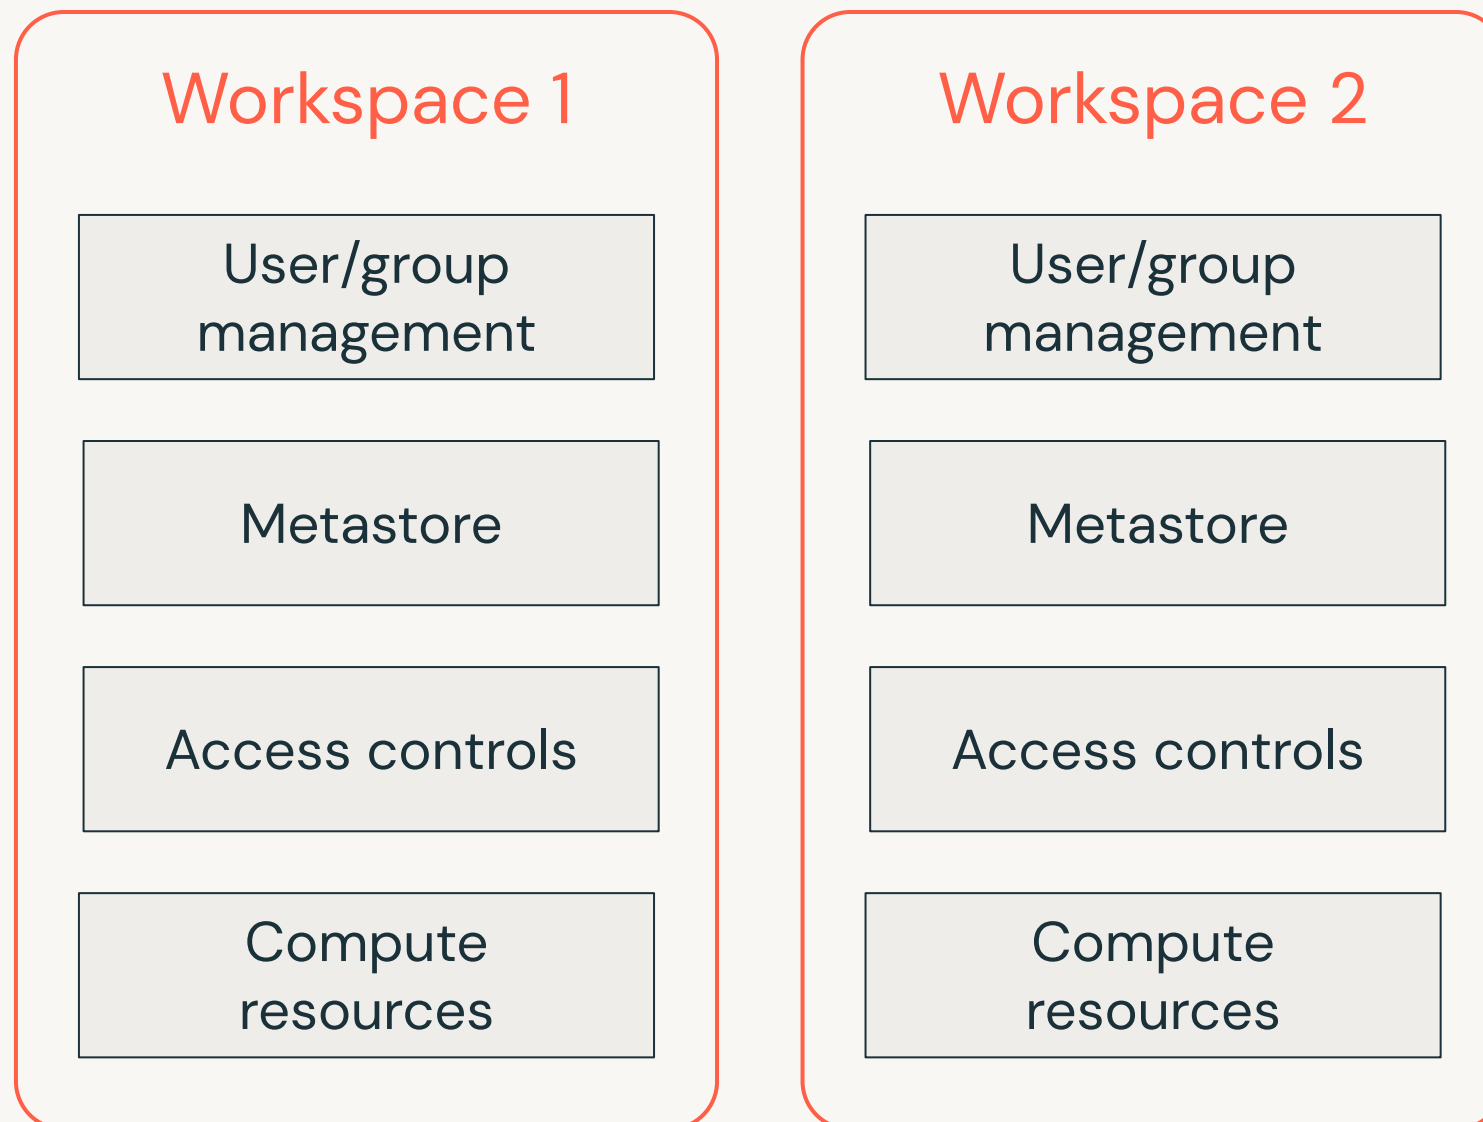 Workspace 1
User/group
management
Metastore
Access controls
Compute
resources
Workspace 2
User/group
management
Metastore
Access controls
Compute
resources